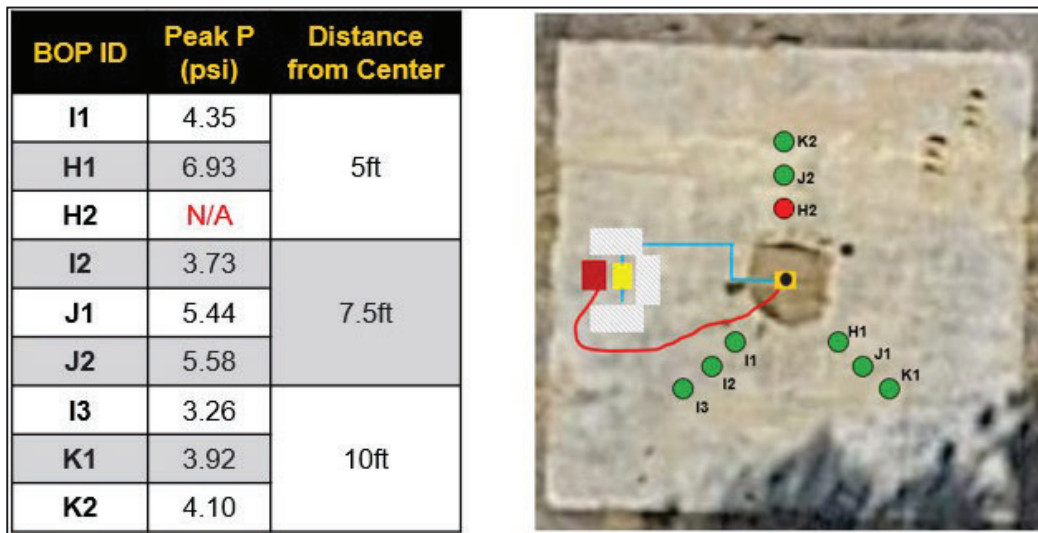 BOP ID Peak P (psi) Distance from Center
I1 4.35
H1 6.93 5ft
H2 N/A
I2 3.73
J1 5.44 7.5ft
J2 5.58
I3 3.26
K1 3.92 10ft
K2 4.10
K2
J2
H2
I1
H1
I2
J1
I3
K1